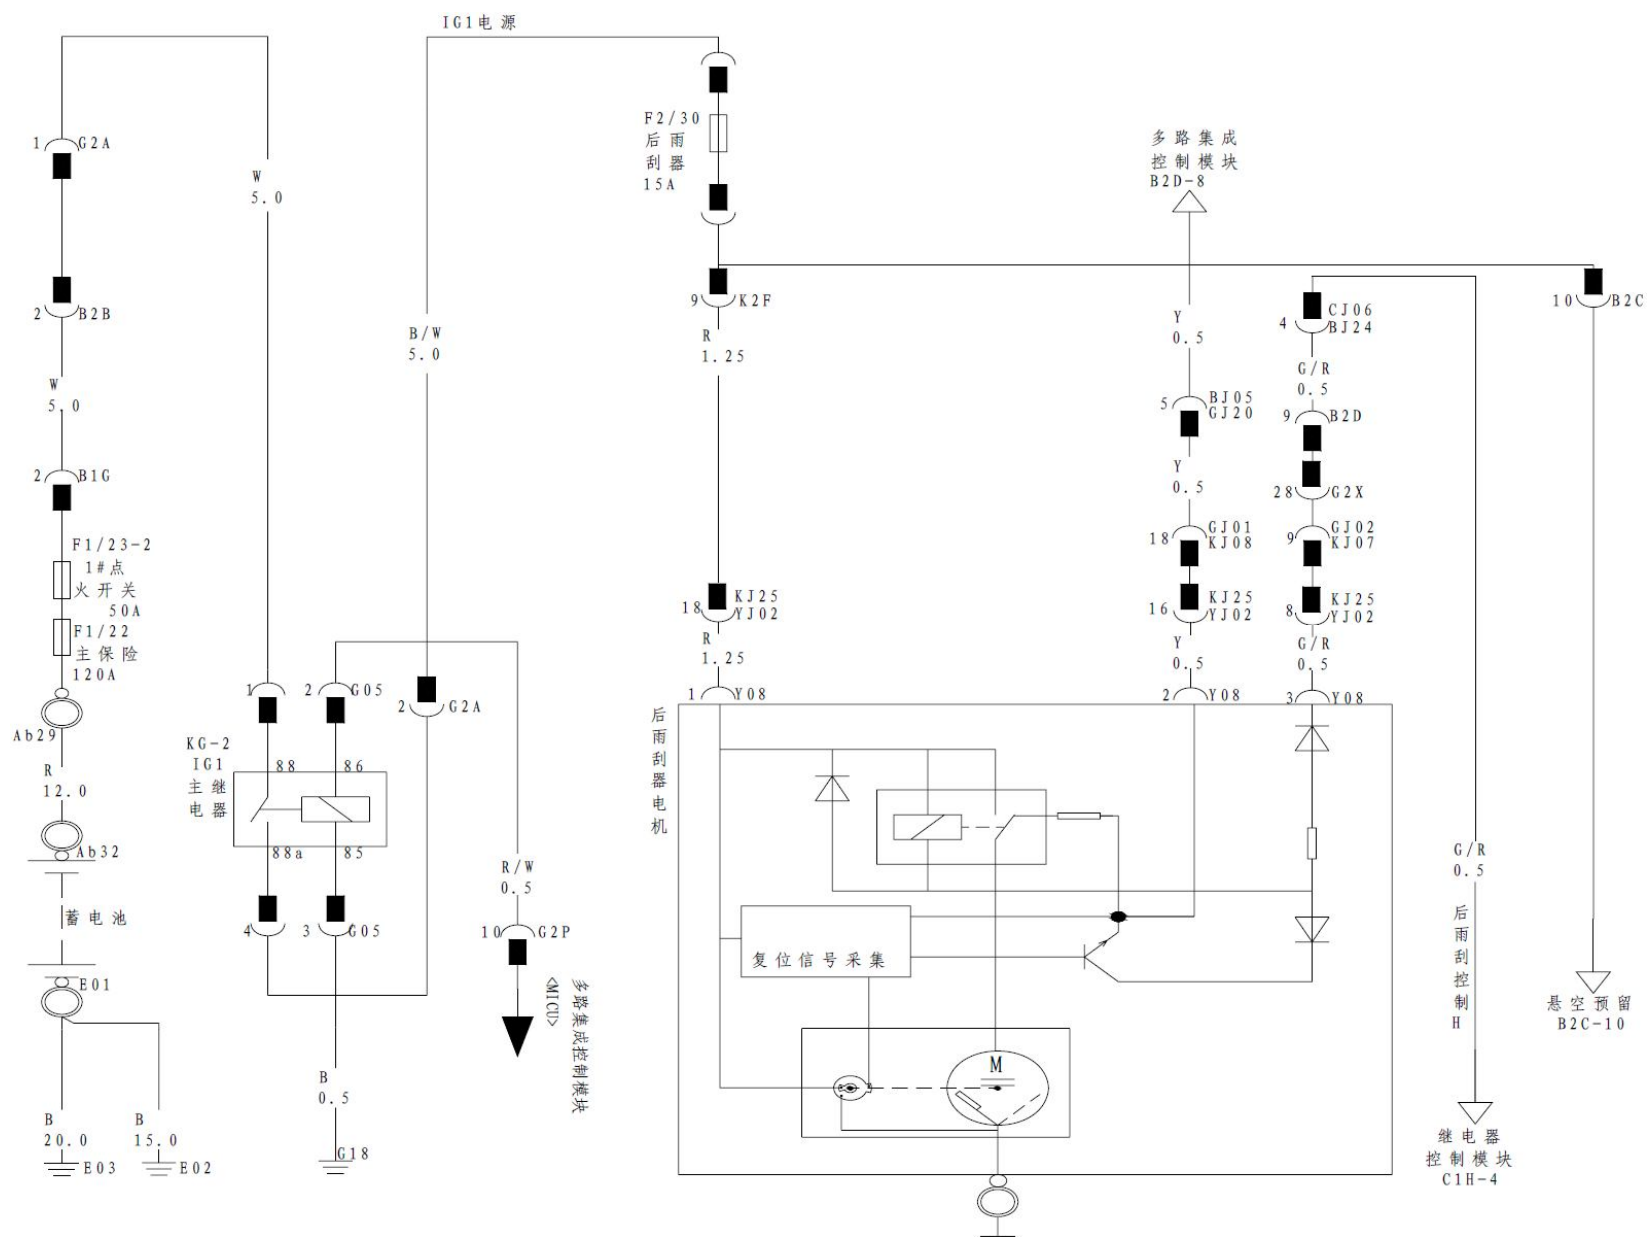 IG1电源
1 G2A
2 B2B
W
5.0
2 B1G
F1/23-2
1#点
火开关
50A
F1/22
主保险
120A
Ab29
R
12.0
Ab32
蓄电池
E01
B
20.0
E03
B
15.0
E02
W
5.0
1
2 G05
KG-2
IG1
主继
电器
88
86
88a
85
4
3 G05
B
0.5
G18
B/W
5.0
2 G2A
R/W
0.5
10 G2P
多路集成控制模块
<MICU>
F2/30
后雨
刮器
15A
9 K2F
R
1.25
18 KJ25
YJ02
R
1.25
1 Y08
多路集成
控制模块
B2D-8
Y
0.5
5 BJ05
GJ20
Y
0.5
18 GJ01
KJ08
16 KJ25
YJ02
Y
0.5
2 Y08
4 CJ06
BJ24
G/R
0.5
9 B2D
28 G2X
9 GJ02
KJ07
8 KJ25
YJ02
G/R
0.5
3 Y08
后雨刮器电机
复位信号采集
M
G/R
0.5
后雨刮控制H
继电器
控制模块
C1H-4
10 B2C
悬空预留
B2C-10